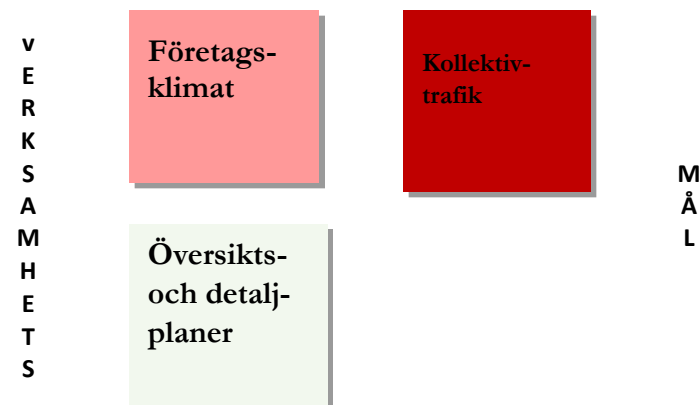 v
E
R
K
S
A
M
H
E
T
S
Företags-
klimat
Kollektiv-
trafik
Översikts-
och detalj-
planer
M
Å
L